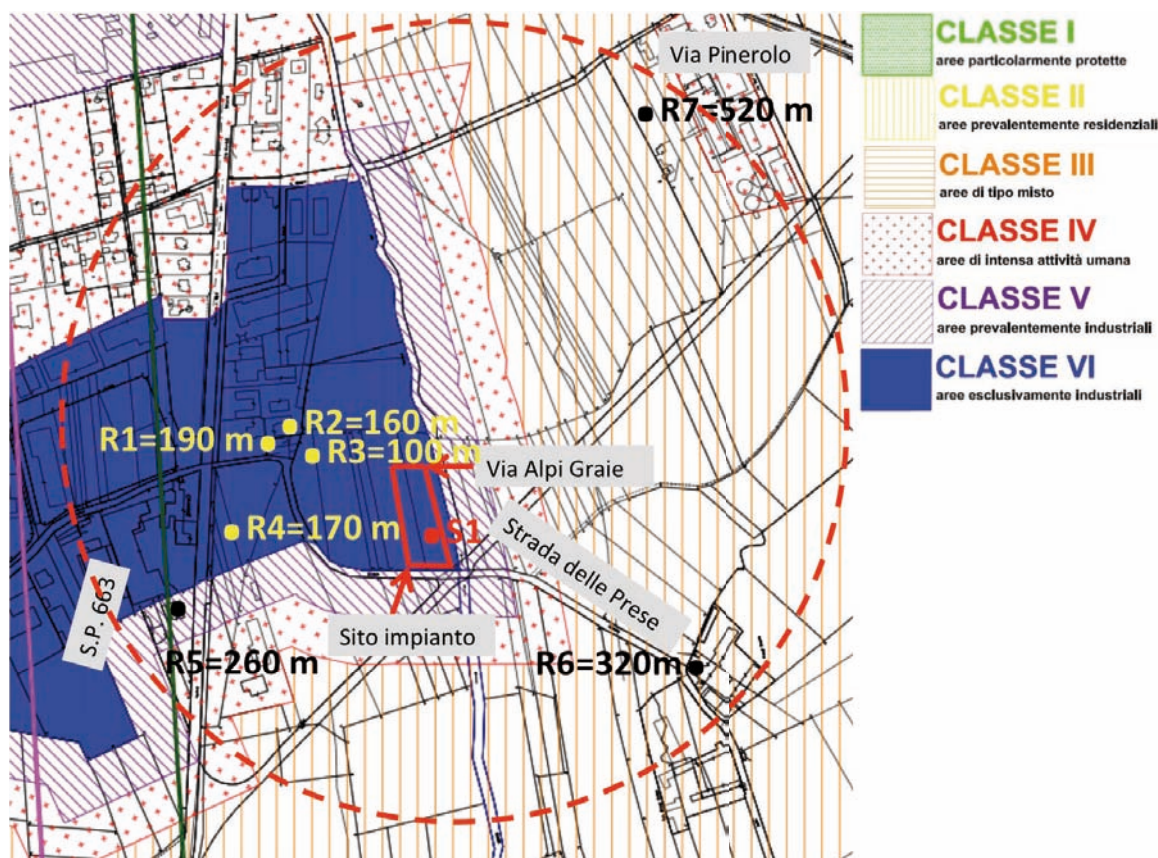 Via Pinerolo
R7=520 m
R2=160 m
R1=190 m
R3=100 m
Via Alpi Graie
R4=170 m
S1
Strada delle Prese
S.P. 663
Sito impianto
R5=260 m
R6=320m
CLASSE I
aree particolarmente protette
CLASSE II
aree prevalentemente residenziali
CLASSE III
aree di tipo misto
CLASSE IV
aree di intensa attività umana
CLASSE V
aree prevalentemente industriali
CLASSE VI
aree esclusivamente industriali